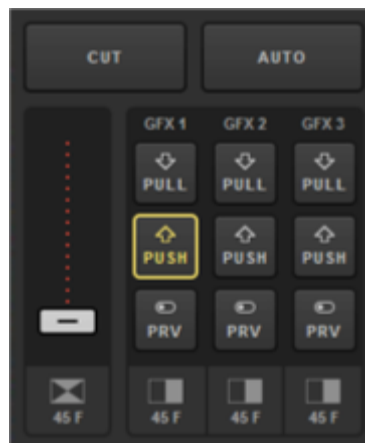 CUT AUTO
GFX 1 GFX 2 GFX 3
PULL PULL PULL
PUSH PUSH PUSH
PRV PRV PRV
45 F 45 F 45 F 45 F